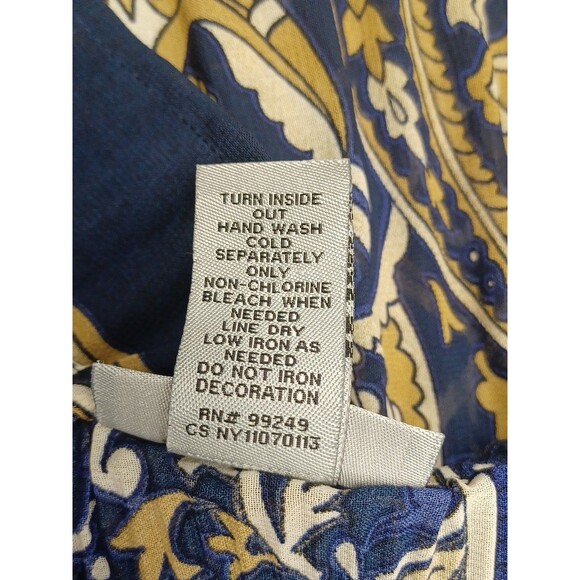 TURN INSIDE
OUT
HAND WASH
COLD
SEPARATELY
ONLY
NON-CHLORINE
BLEACH WHEN
NEEDED
LINE DRY
LOW IRON AS
NEEDED
DO NOT IRON
DECORATION
RN# 99249
CS NY11070113